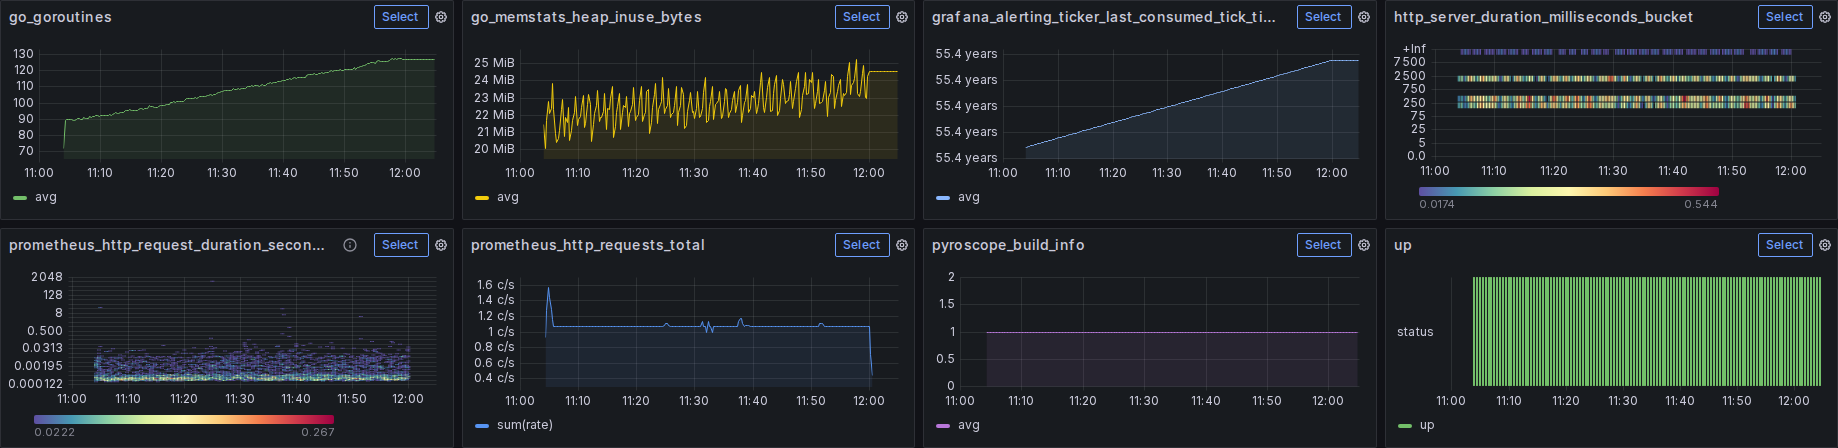 go_goroutines
Select
130
120
110
100
90
80
70
11:00 11:10 11:20 11:30 11:40 11:50 12:00
avg
go_memstats_heap_inuse_bytes
Select
25 MiB
24 MiB
23 MiB
22 MiB
21 MiB
20 MiB
11:00 11:10 11:20 11:30 11:40 11:50 12:00
avg
grafana_alerting_ticker_last_consumed_tick_ti...
Select
55.4 years
55.4 years
55.4 years
55.4 years
55.4 years
11:00 11:10 11:20 11:30 11:40 11:50 12:00
avg
http_server_duration_milliseconds_bucket
Select
+Inf
7500
2500
750
250
75
25
5
0.0
11:00 11:10 11:20 11:30 11:40 11:50 12:00
0.0174 0.544
prometheus_http_request_duration_secon...
Select
2048
128
8
0.500
0.0313
0.00195
0.000122
11:00 11:10 11:20 11:30 11:40 11:50 12:00
0.0222 0.267
prometheus_http_requests_total
Select
1.6 c/s
1.4 c/s
1.2 c/s
1 c/s
0.8 c/s
0.6 c/s
0.4 c/s
11:00 11:10 11:20 11:30 11:40 11:50 12:00
sum(rate)
pyroscope_build_info
Select
2
1.5
1
0.5
0
11:00 11:10 11:20 11:30 11:40 11:50 12:00
avg
up
Select
status
11:00 11:10 11:20 11:30 11:40 11:50 12:00
up